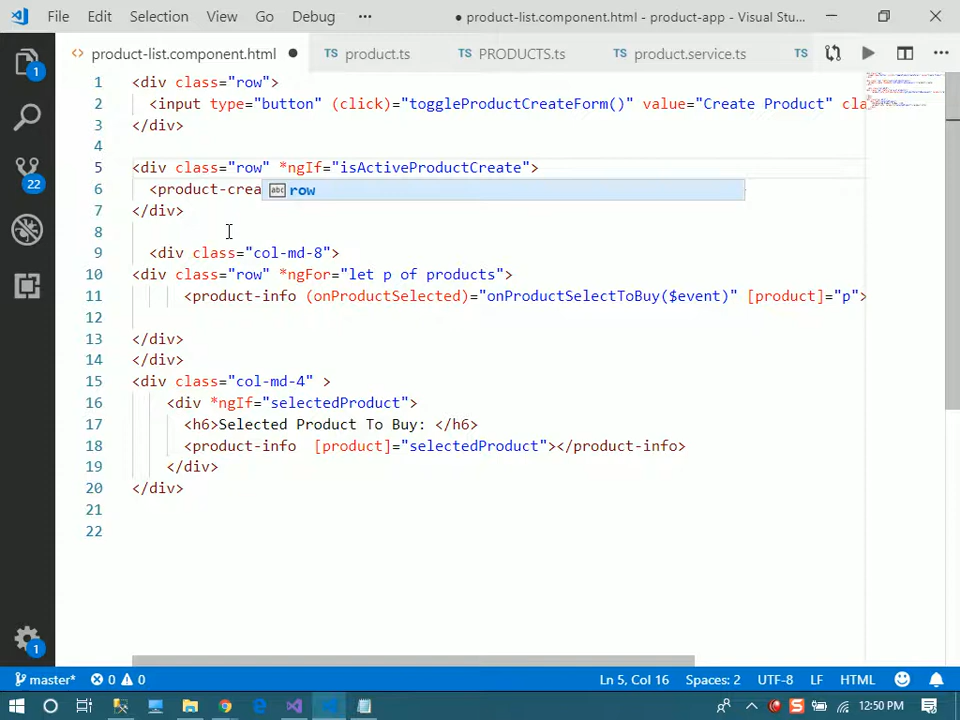 File Edit Selection View Go Debug ••• ● product-list.component.html - product-app - Visual Stu...
<> product-list.component.html ● TS product.ts TS PRODUCTS.ts TS product.service.ts TS
1 <div class="row">
2 <input type="button" (click)="toggleProductCreateForm()" value="Create Product" cla
3 </div>
4
5 <div class="row" *ngIf="isActiveProductCreate">
6 <product-crea
abc row
7 </div>
8
9 <div class="col-md-8">
10 <div class="row" *ngFor="let p of products">
11 <product-info (onProductSelected)="onProductSelectToBuy($event)" [product]="p">
12
13 </div>
14 </div>
15 <div class="col-md-4" >
16 <div *ngIf="selectedProduct">
17 <h6>Selected Product To Buy: </h6>
18 <product-info [product]="selectedProduct"></product-info>
19 </div>
20 </div>
21
22
1
22
1
master* 0 0 Ln 5, Col 16 Spaces: 2 UTF-8 LF HTML
12:50 PM